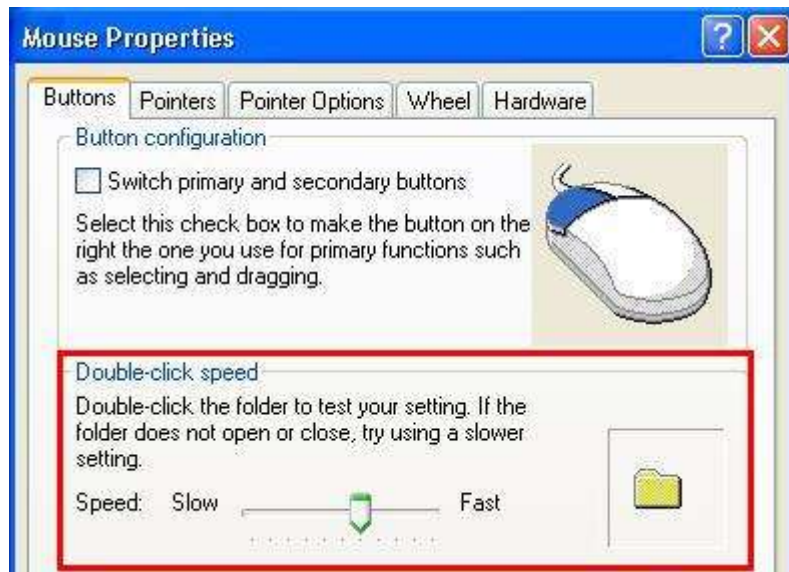 Mouse Properties
?
X
Buttons
Pointers
Pointer Options
Wheel
Hardware
Button configuration
Switch primary and secondary buttons
Select this check box to make the button on the
right the one you use for primary functions such
as selecting and dragging.
Double-click speed
Double-click the folder to test your setting. If the
folder does not open or close, try using a slower
setting.
Speed: Slow Fast